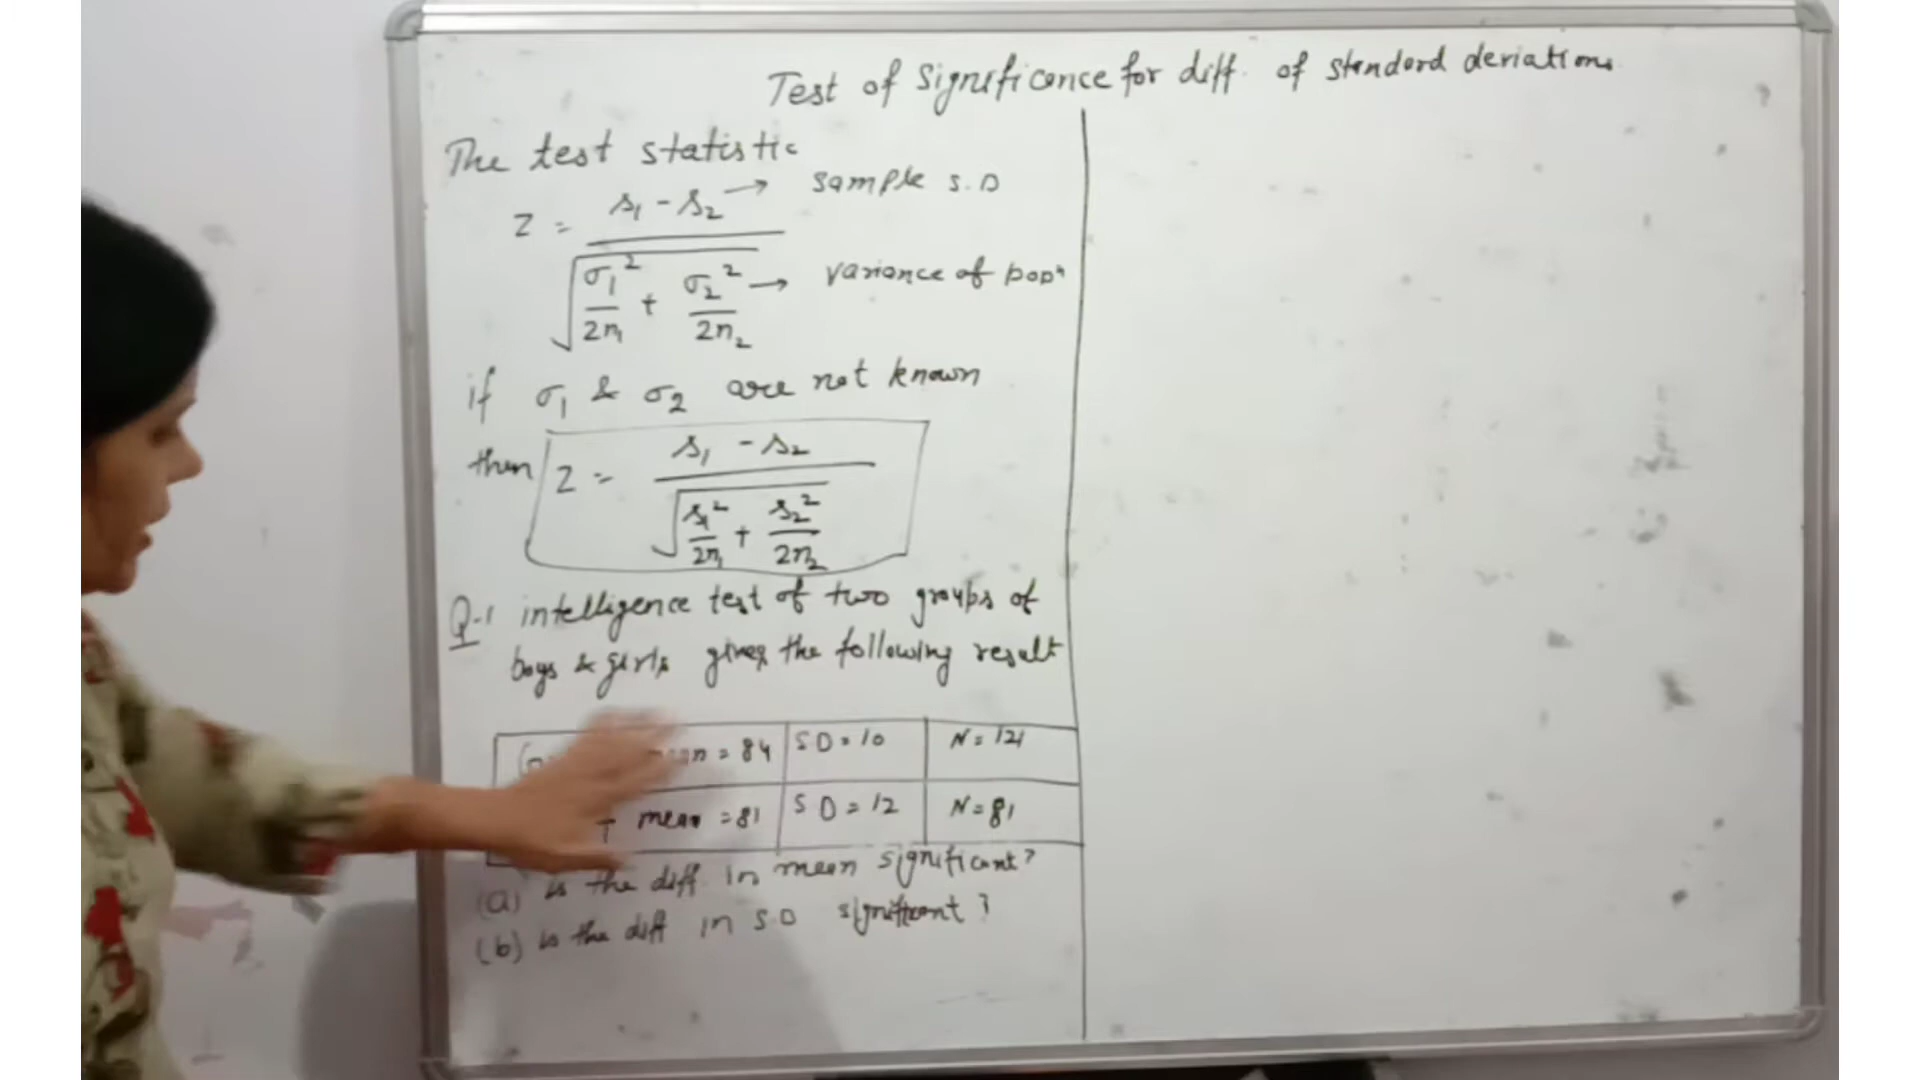 Test of Significance for diff. of standard deviations
The test statistic
Z = s₁ - s₂ → sample S.D
√ σ₁²/2n₁ + σ₂²/2n₂ → variance of popⁿ
if σ₁ & σ₂ are not known
then Z = s₁ - s₂
√ s₁²/2n₁ + s₂²/2n₂
Q-1 intelligence test of two groups of
boys & girls gives the following result
mean = 84 SD = 10 N = 121
mean = 81 SD = 12 N = 81
(a) is the diff in mean significant?
(b) is the diff in S.D significant?